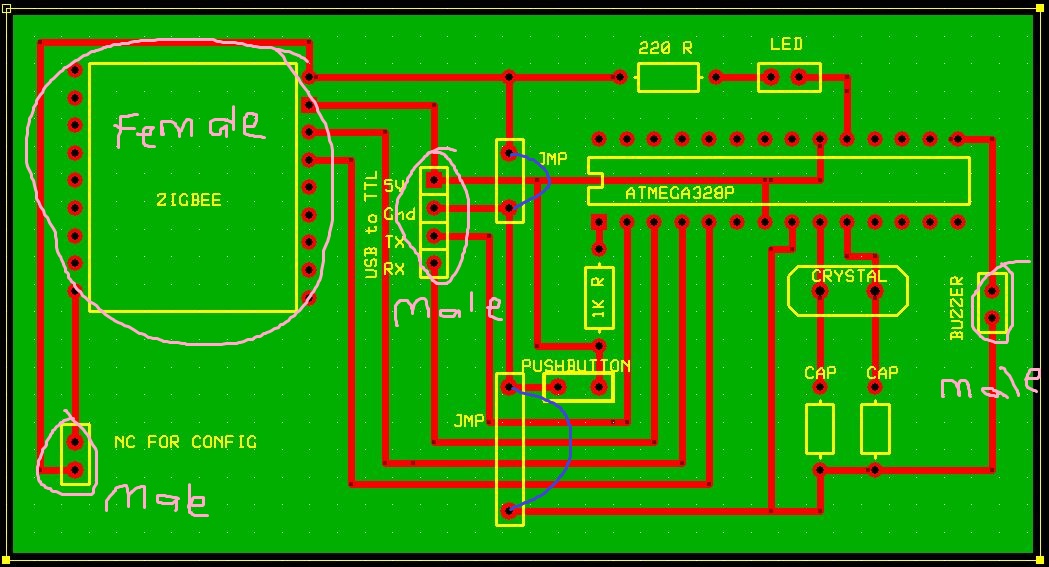 220 R
LED
Female
ZIGBEE
JMP
ATMEGA328P
USB to TTL
5V
Gnd
TX
RX
Male
1K R
CRYSTAL
BUZZER
PUSHBUTTON
CAP
CAP
male
JMP
NC FOR CONFIG
Male